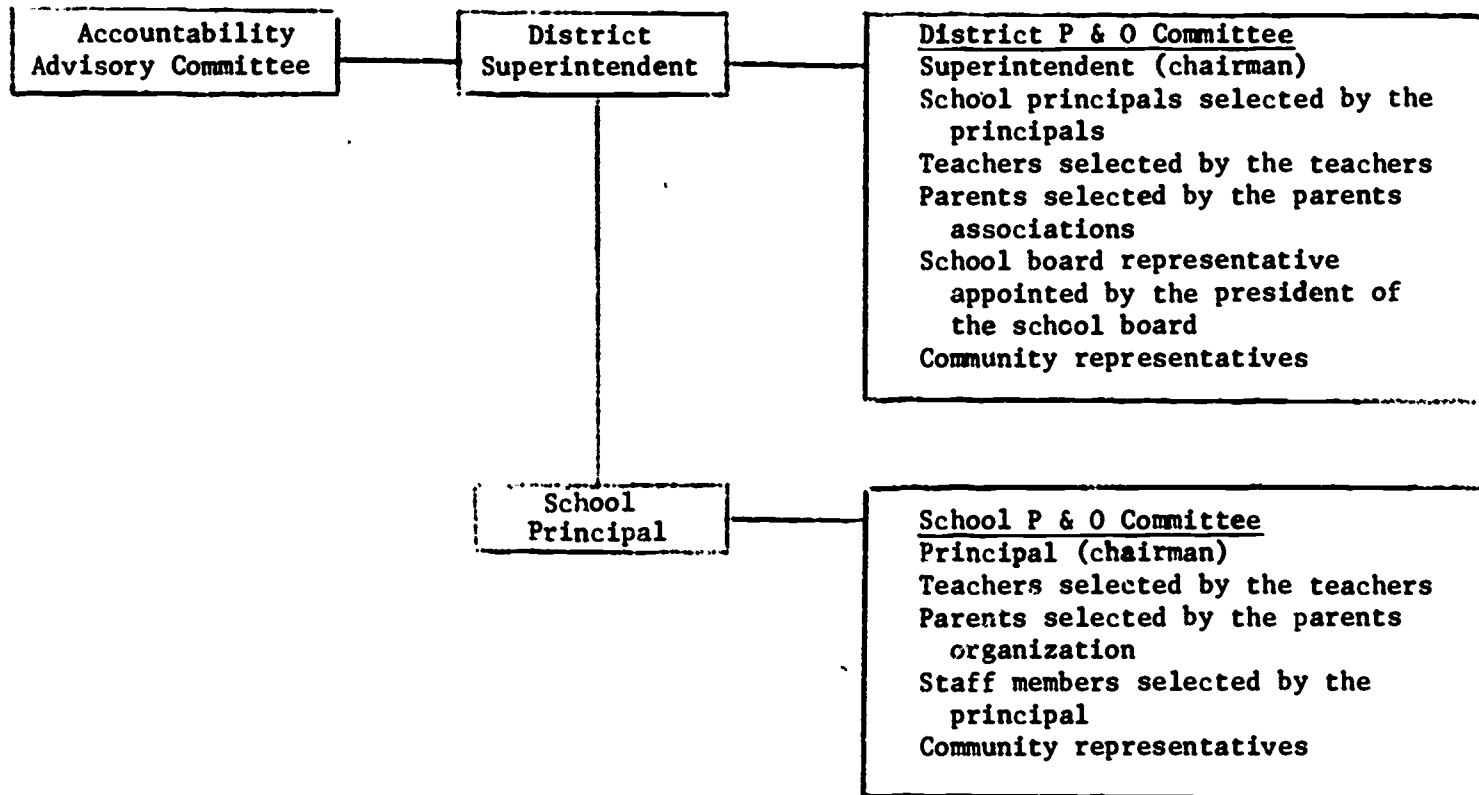 Accountability
Advisory Committee
District
Superintendent
District P & O Committee
Superintendent (chairman)
School principals selected by the
principals
Teachers selected by the teachers
Parents selected by the parents
associations
School board representative
appointed by the president of
the school board
Community representatives
School
Principal
School P & O Committee
Principal (chairman)
Teachers selected by the teachers
Parents selected by the parents
organization
Staff members selected by the
principal
Community representatives